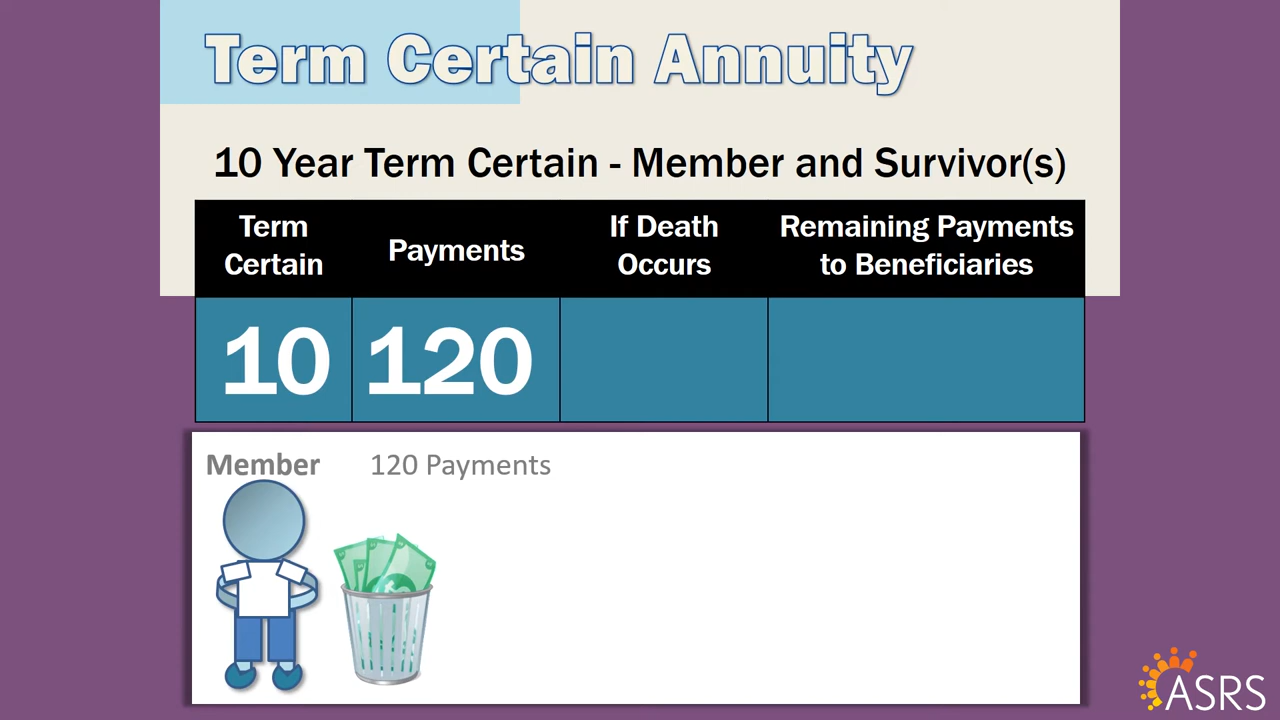 Term Certain Annuity
10 Year Term Certain - Member and Survivor(s)
Term
Certain
Payments
If Death
Occurs
Remaining Payments
to Beneficiaries
10
120
Member
120 Payments
ASRS